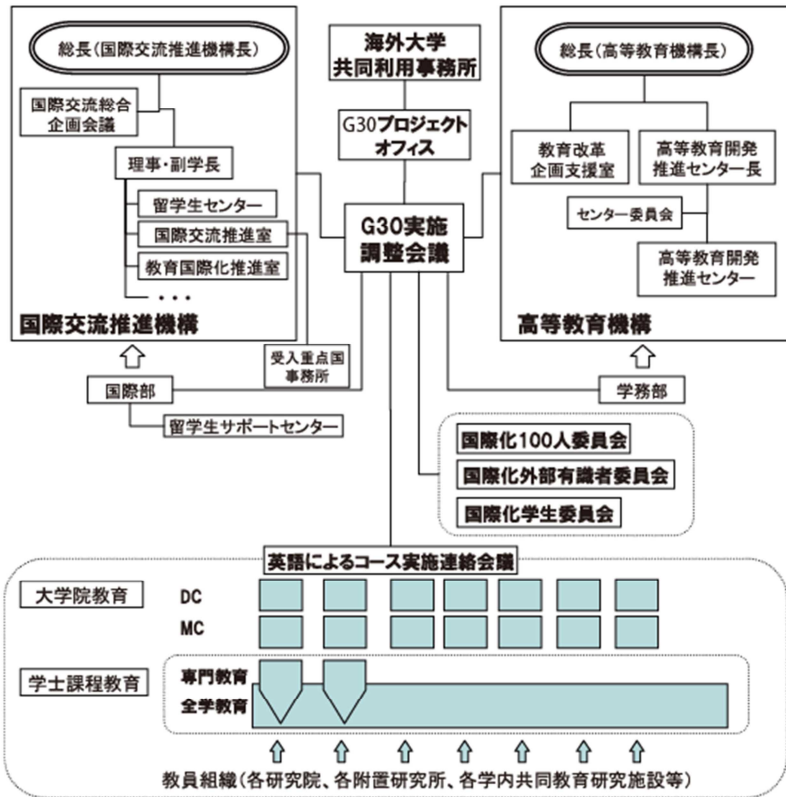 総長(国際交流推進機構長)
国際交流総合
企画会議
理事・副学長
留学生センター
国際交流推進室
教育国際化推進室
・・・
国際交流推進機構
受入重点国
事務所
国際部
留学生サポートセンター
海外大学
共同利用事務所
G30プロジェクト
オフィス
G30実施
調整会議
総長(高等教育機構長)
教育改革
企画支援室
高等教育開発
推進センター長
センター委員会
高等教育開発
推進センター
高等教育機構
学務部
国際化100人委員会
国際化外部有識者委員会
国際化学生委員会
英語によるコース実施連絡会議
大学院教育
DC
MC
学士課程教育
専門教育
全学教育
教員組織(各研究院、各附置研究所、各学内共同教育研究施設等)